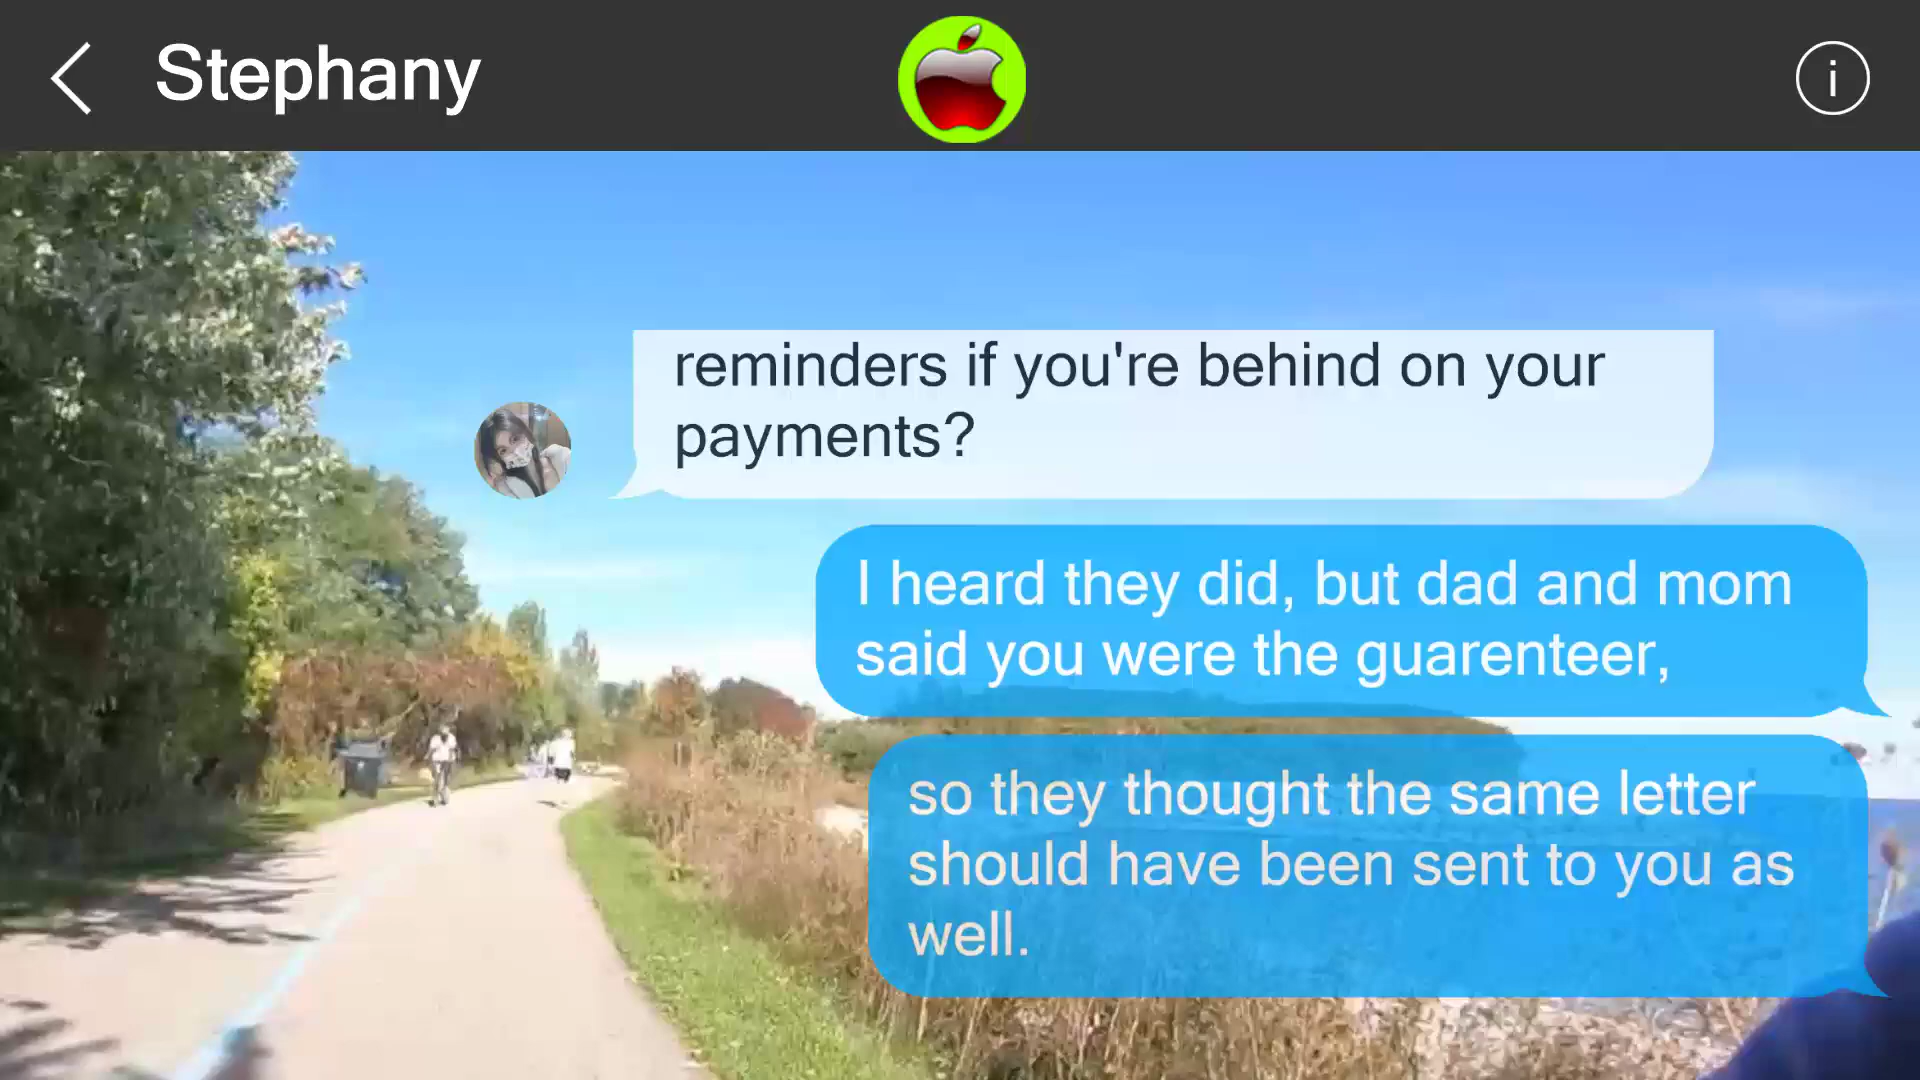 Stephany
i
reminders if you're behind on your
payments?
I heard they did, but dad and mom
said you were the guarenteer,
so they thought the same letter
should have been sent to you as
well.